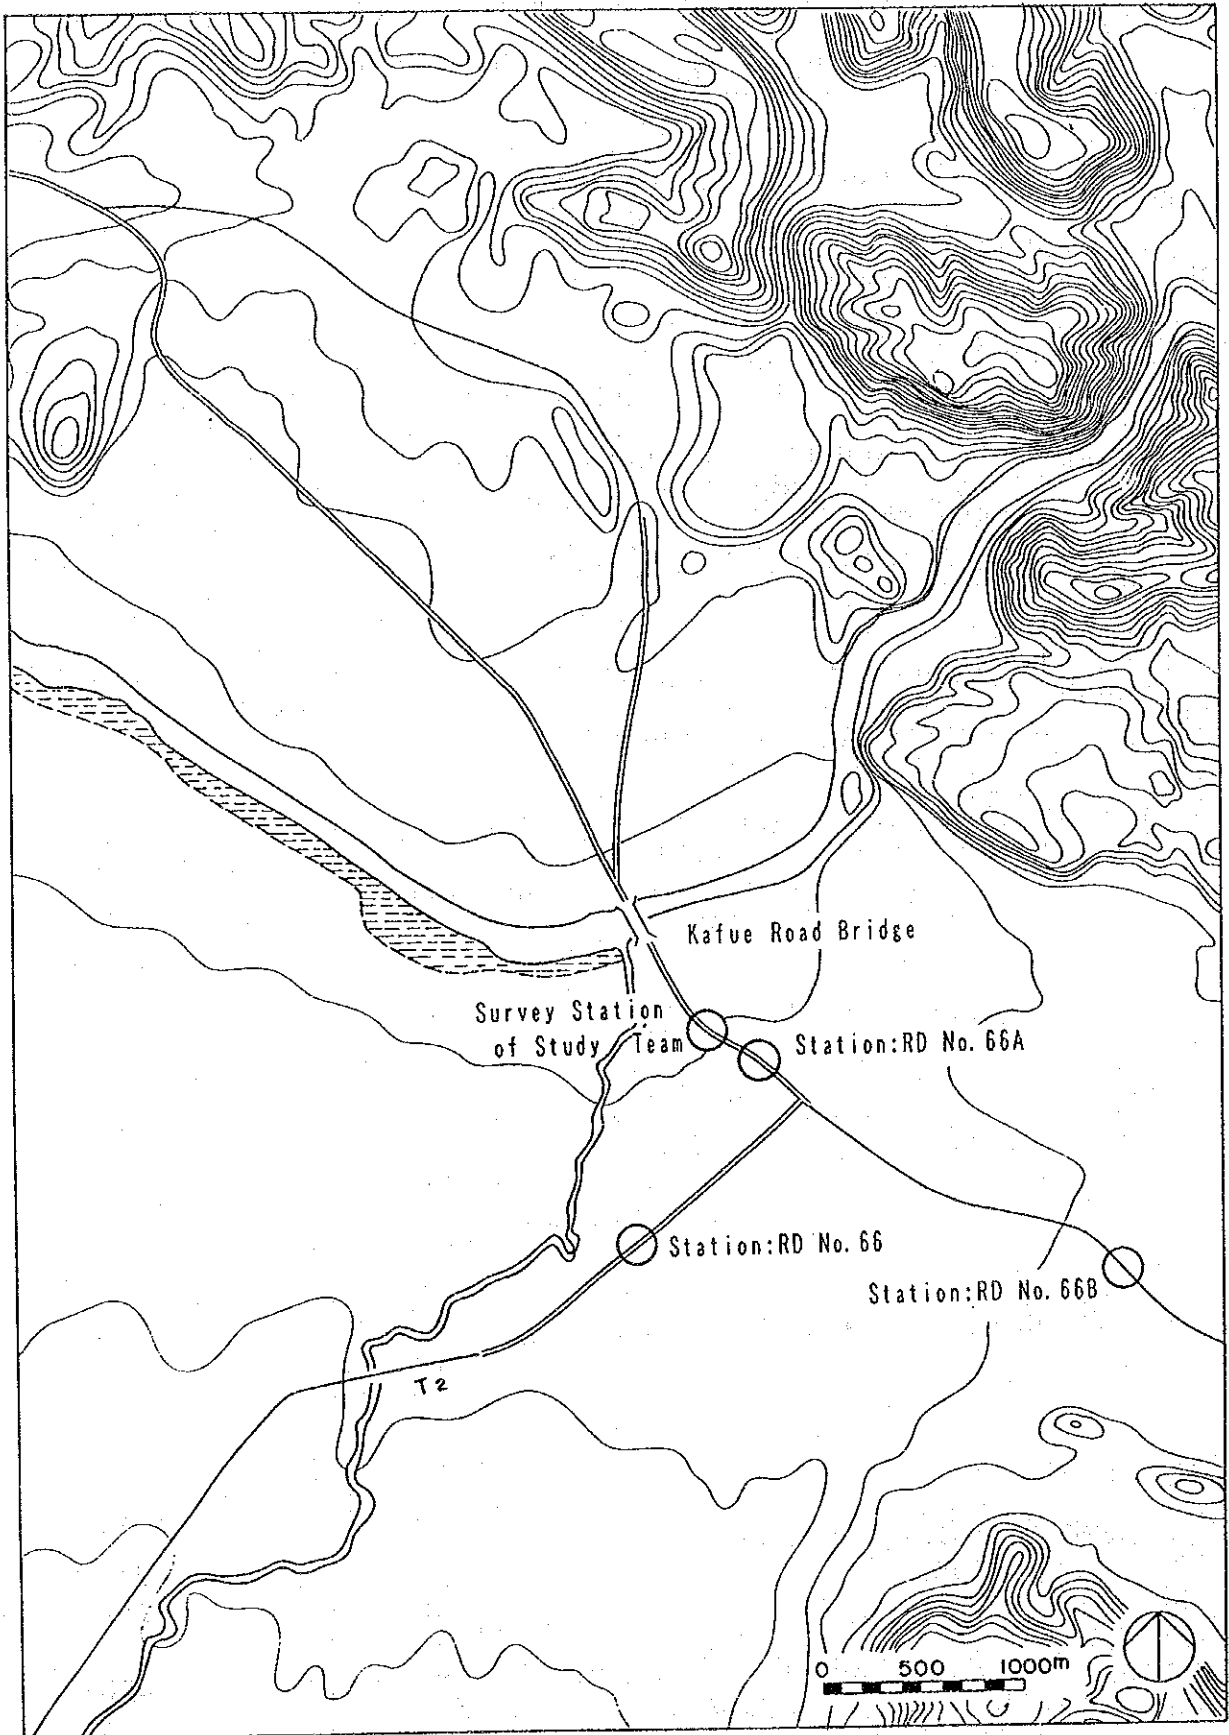 Kafue Road Bridge
Survey Station
of Study Team
Station:RD No. 66A
Station:RD No. 66
Station:RD No. 66B
T2
0 500 1000m